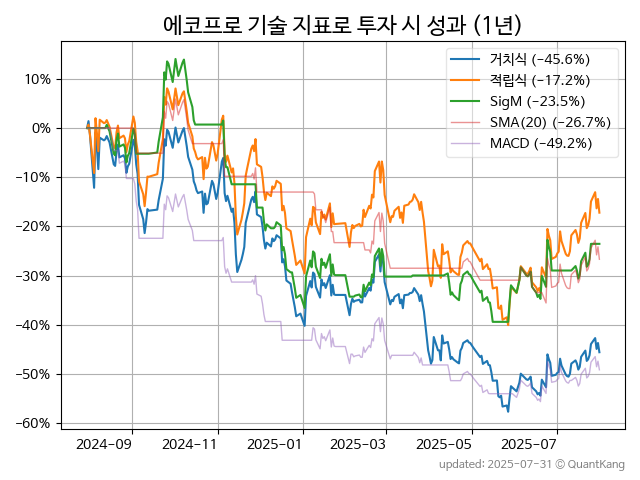 에코프로 기술 지표로 투자 시 성과 (1년)
거치식 (−45.6%)
적립식 (−17.2%)
SigM (−23.5%)
SMA(20) (−26.7%)
MACD (−49.2%)
10%
0%
−10%
−20%
−30%
−40%
−50%
−60%
2024-09 2024-11 2025-01 2025-03 2025-05 2025-07
updated: 2025-07-31 © QuantKang